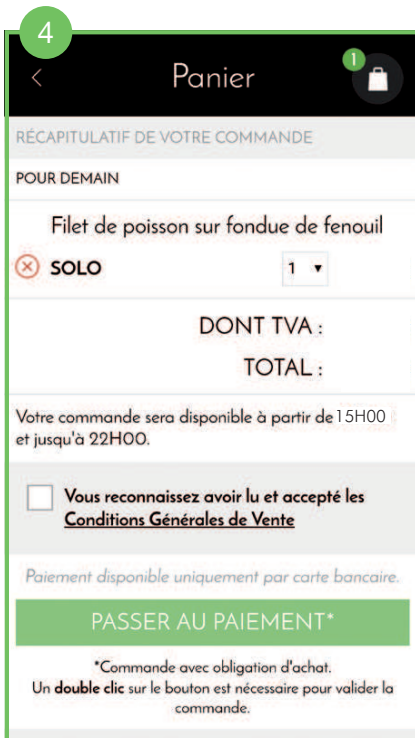 4
Panier
1
RÉCAPITULATIF DE VOTRE COMMANDE
POUR DEMAIN
Filet de poisson sur fondue de fenouil
SOLO
1
DONT TVA :
TOTAL :
Votre commande sera disponible à partir de 15H00
et jusqu'à 22H00.
Vous reconnaissez avoir lu et accepté les
Conditions Générales de Vente
Paiement disponible uniquement par carte bancaire.
PASSER AU PAIEMENT*
*Commande avec obligation d'achat.
Un double clic sur le bouton est nécessaire pour valider la
commande.